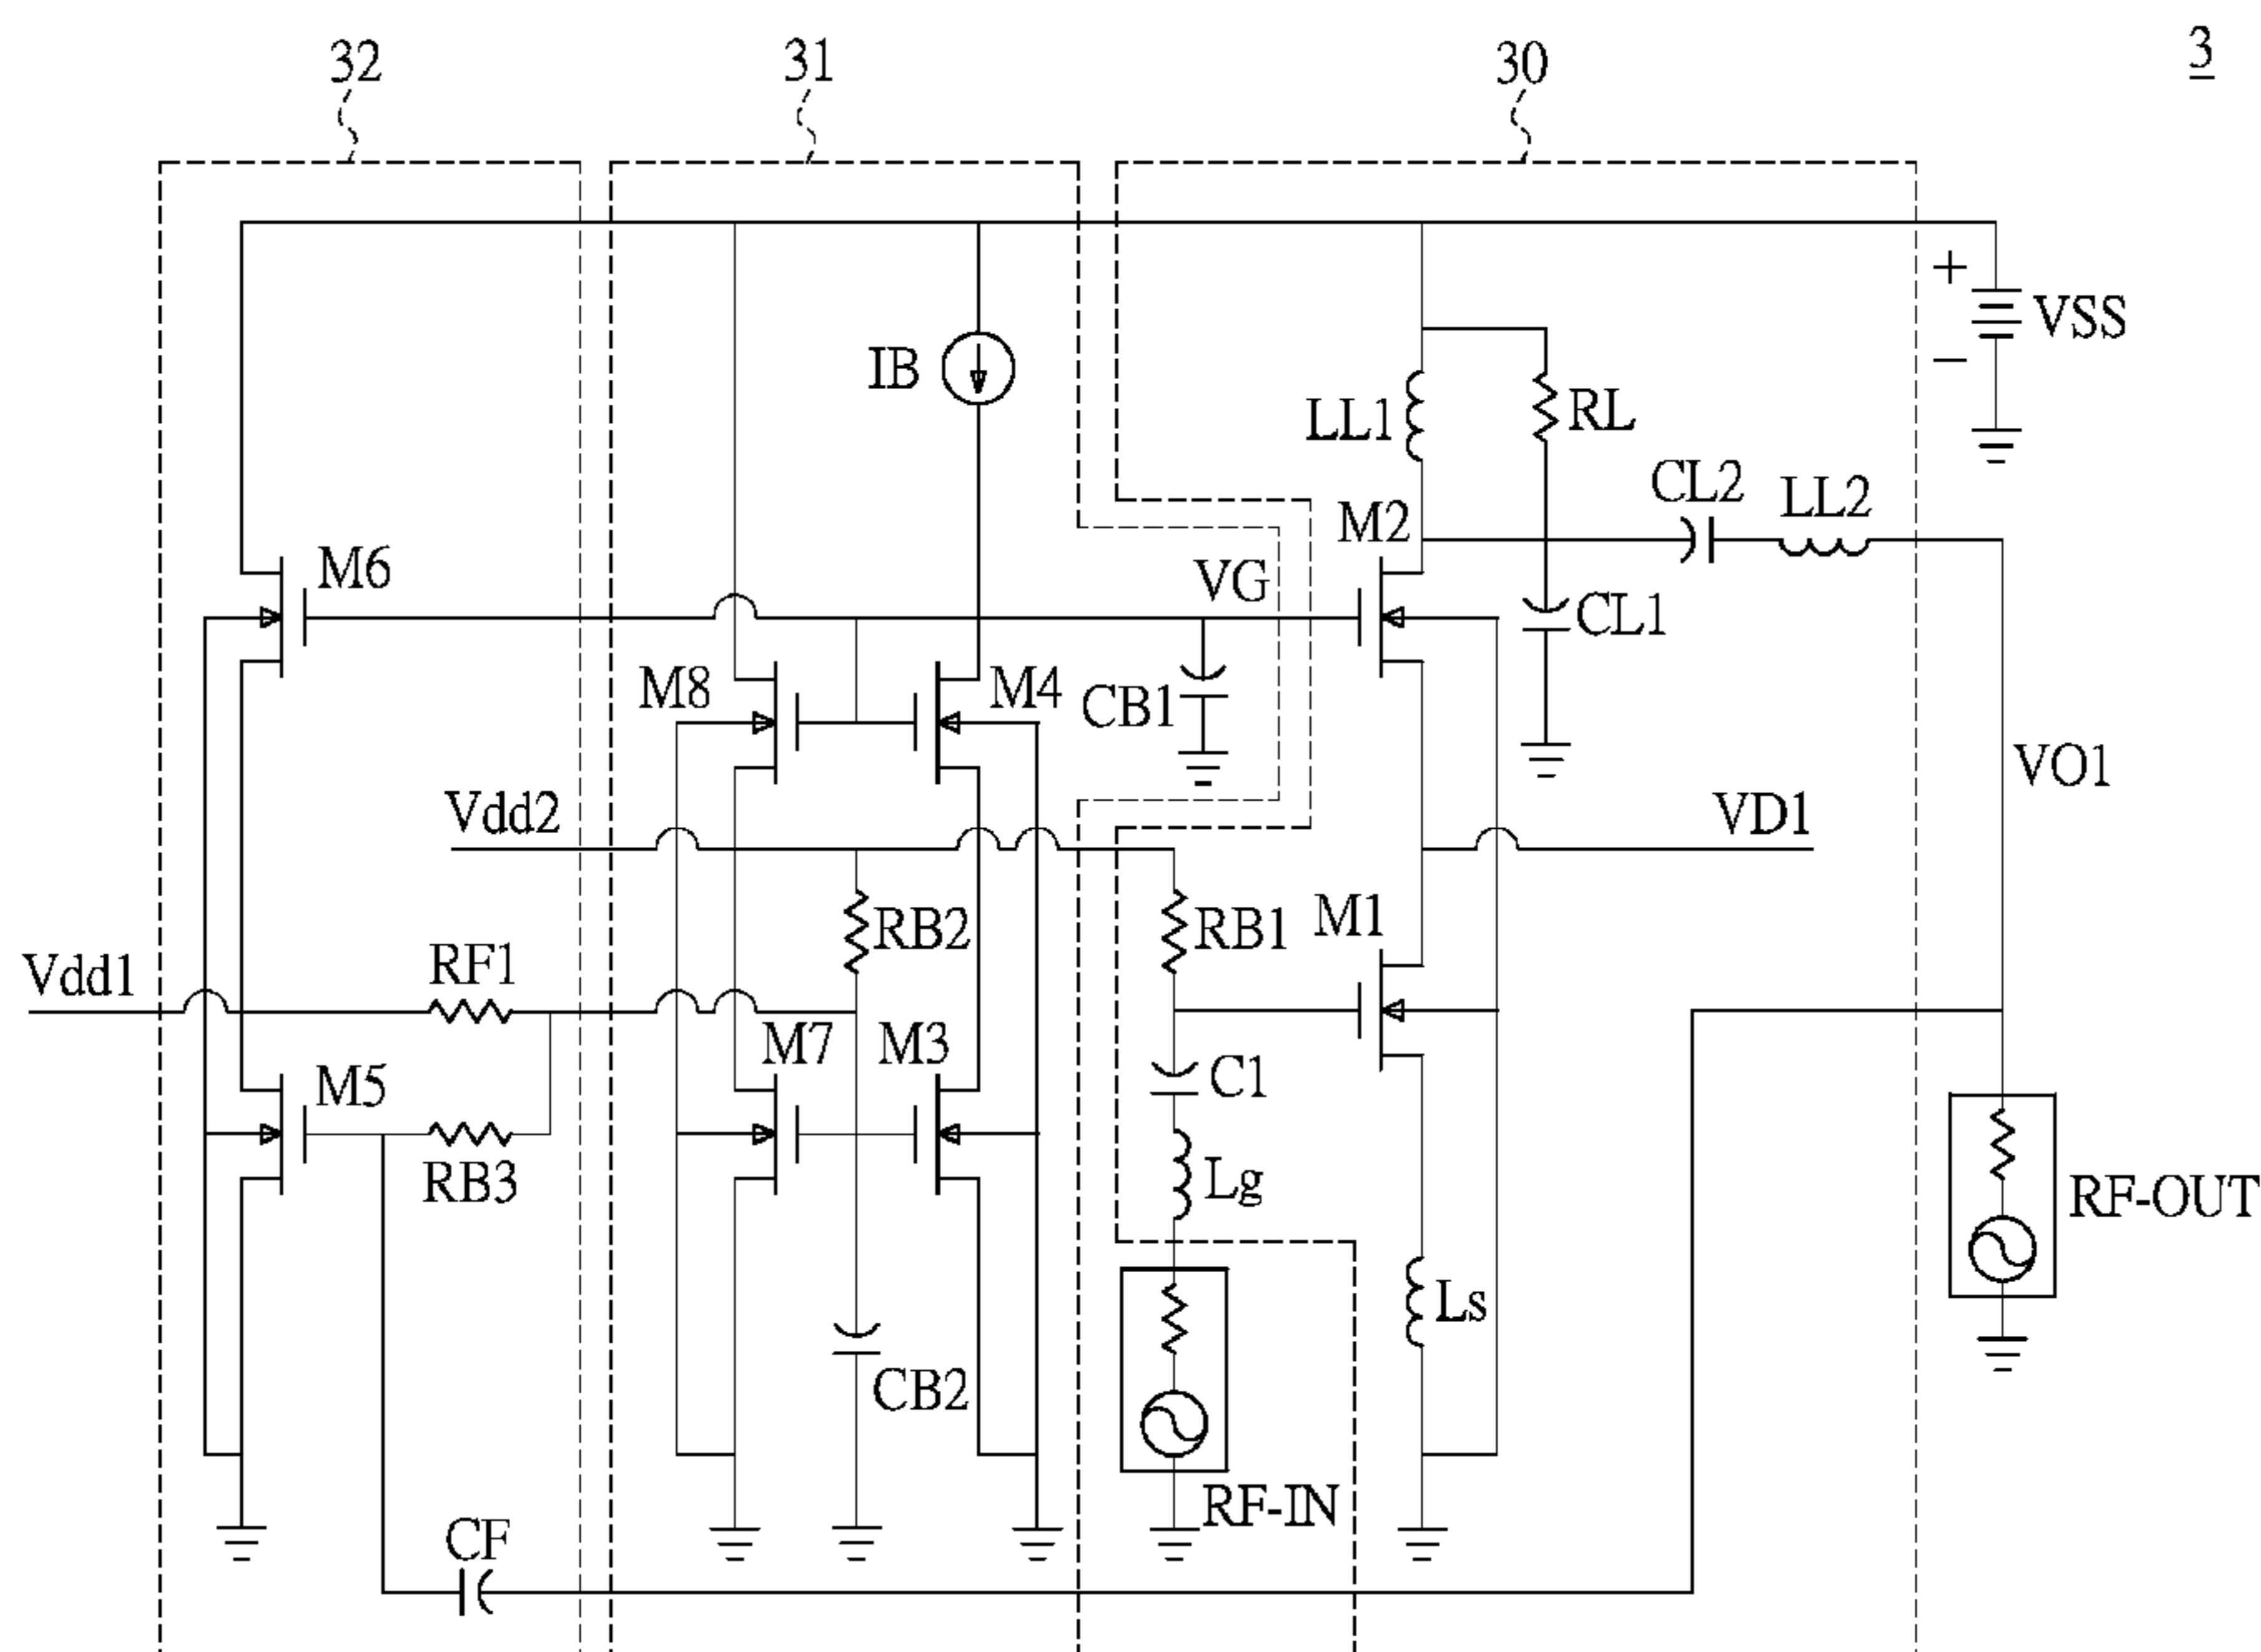 32
31
30
3
IB
LL1
RL
VSS
CL2
LL2
M2
M6
VG
CL1
M8
M4
CB1
Vdd2
VD1
VO1
RB2
RB1
M1
Vdd1
RF1
M7
M3
C1
M5
RB3
Lg
RF-OUT
Ls
CB2
RF-IN
CF